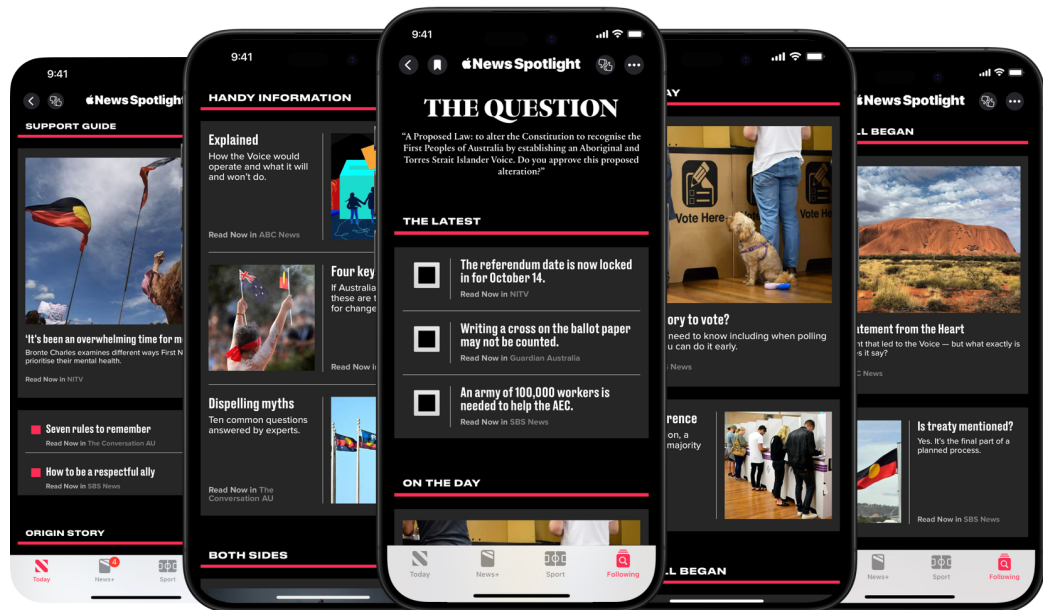 9:41
News Spotlight
SUPPORT GUIDE
'It's been an overwhelming time for m
Bronte Charles examines different ways First N
prioritise their mental health.
Read Now in NITV
Seven rules to remember
Read Now in The Conversation AU
How to be a respectful ally
Read Now in SBS News
ORIGIN STORY
4
Today
News+
Sport
9:41
HANDY INFORMATION
Explained
How the Voice would
operate and what it will
and won't do.
Read Now in ABC News
Four key
If Australia
these are t
for change
Read Now i
Dispelling myths
Ten common questions
answered by experts.
Read Now in The
Conversation AU
BOTH SIDES
9:41
News Spotlight
THE QUESTION
"A Proposed Law: to alter the Constitution to recognise the
First Peoples of Australia by establishing an Aboriginal and
Torres Strait Islander Voice. Do you approve this proposed
alteration?"
THE LATEST
The referendum date is now locked
in for October 14.
Read Now in NITV
Writing a cross on the ballot paper
may not be counted.
Read Now in Guardian Australia
An army of 100,000 workers is
needed to help the AEC.
Read Now in SBS News
ON THE DAY
Today
News+
Sport
Following
AY
Vote Here
Vote He
ory to vote?
need to know including when polling
u can do it early.
News
rence
on, a
majority
LL BEGAN
News Spotlight
LL BEGAN
atement from the Heart
nt that led to the Voice — but what exactly is
s it say?
C News
Is treaty mentioned?
Yes. It's the final part of a
planned process.
Read Now in SBS News
News+
Sport
Following